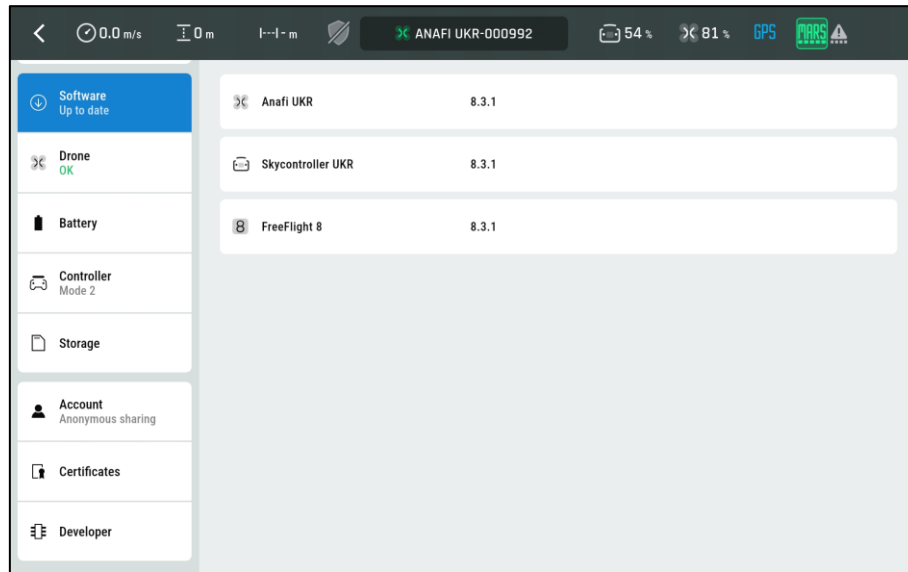 0.0 m/s 0 m I---I - m ANAFI UKR-000992 54 % 81 % GPS MARS
Software
Up to date
Drone
OK
Battery
Controller
Mode 2
Storage
Account
Anonymous sharing
Certificates
Developer
Anafi UKR 8.3.1
Skycontroller UKR 8.3.1
8 FreeFlight 8 8.3.1